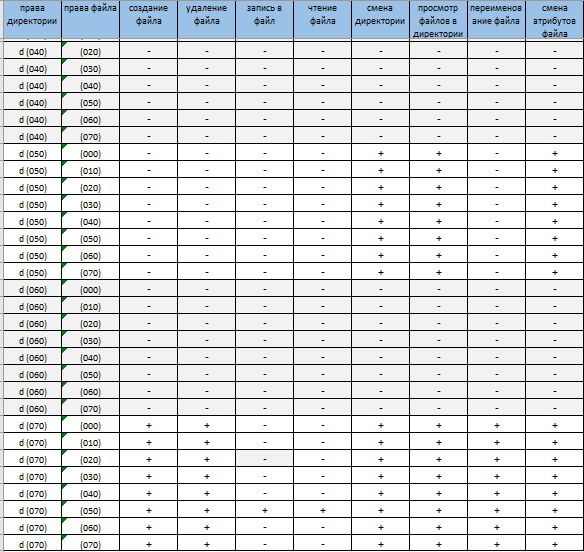 права директории права файла создание файла удаление файла запись в файл чтение файла смена директории просмотр файлов в директории переименование файла смена атрибутов файла
d (040) (020) - - - - - - - -
d (040) (030) - - - - - - - -
d (040) (040) - - - - - - - -
d (040) (050) - - - - - - - -
d (040) (060) - - - - - - - -
d (040) (070) - - - - - - - -
d (050) (000) - - - - + + - +
d (050) (010) - - - - + + - +
d (050) (020) - - - - + + - +
d (050) (030) - - - - + + - +
d (050) (040) - - - - + + - +
d (050) (050) - - - - + + - +
d (050) (060) - - - - + + - +
d (050) (070) - - - - + + - +
d (060) (000) - - - - - - - -
d (060) (010) - - - - - - - -
d (060) (020) - - - - - - - -
d (060) (030) - - - - - - - -
d (060) (040) - - - - - - - -
d (060) (050) - - - - - - - -
d (060) (060) - - - - - - - -
d (060) (070) - - - - - - - -
d (070) (000) + + - - + + + +
d (070) (010) + + - - + + + +
d (070) (020) + + - - + + + +
d (070) (030) + + - - + + + +
d (070) (040) + + - - + + + +
d (070) (050) + + + + + + + +
d (070) (060) + + - - + + + +
d (070) (070) + + - - + + + +